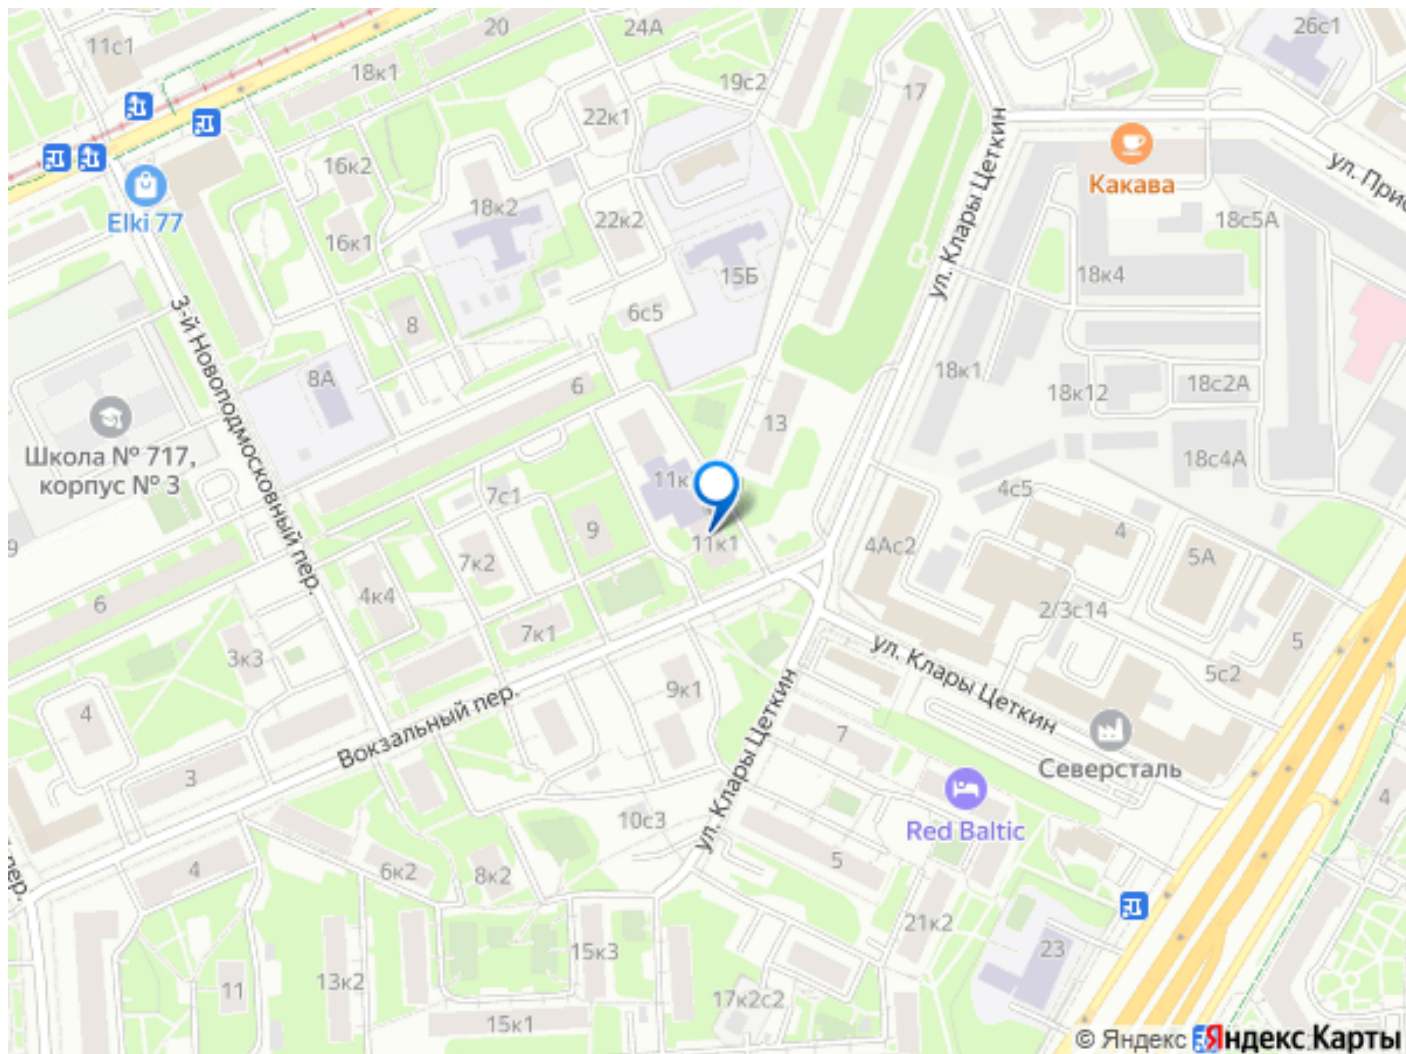 20
24А
26с1
11с1
18к1
19с2
17
22к1
ул. Клары Цеткин
ул. Прис
16к2
Какава
Elki 77
18к2
22к2
18с5А
16к1
15Б
18к4
6с5
8
3-й Новоподмосковный пер.
8А
6
18к1
18к12
18с2А
13
Школа № 717,
корпус № 3
11к
18с4А
7с1
4с5
9
9
11к1
4Ас2
4
5А
7к2
4к4
6
2/3с14
7к1
5
3к3
ул. Клары Цеткин
5с2
9к1
4
Вокзальный пер.
ул. Клары Цеткин
7
3
Северсталь
4
10с3
Red Baltic
5
пер.
4
6к2
8к2
21к2
23
15к3
13к2
11
17к2с2
15к1
© Яндекс Яндекс Карты